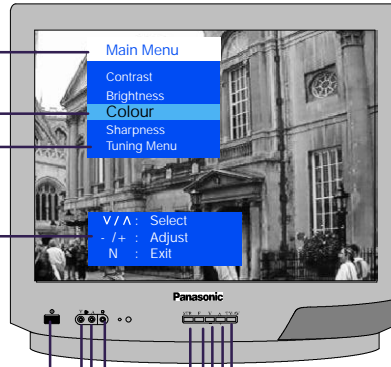 Main Menu
Contrast
Brightness
Colour
Sharpness
Tuning Menu
V / Λ : Select
- / + : Adjust
N : Exit
Panasonic